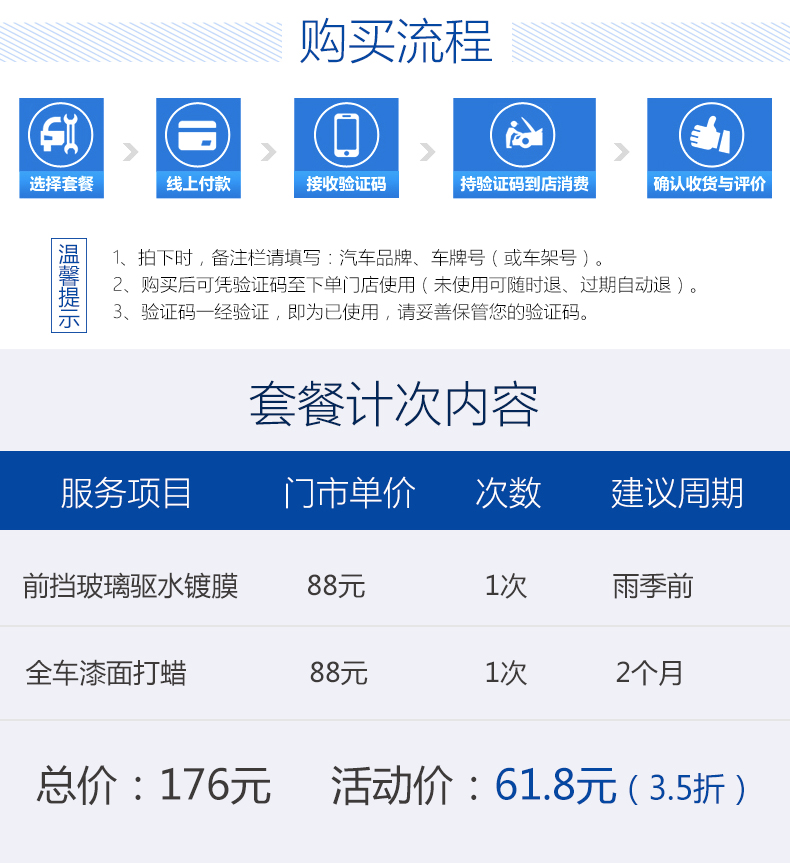 购买流程
选择套餐 线上付款 接收验证码 持验证码到店消费 确认收货与评价
温馨提示
1、拍下时，备注栏请填写：汽车品牌、车牌号（或车架号）。
2、购买后可凭验证码至下单门店使用（未使用可随时退、过期自动退）。
3、验证码一经验证，即为已使用，请妥善保管您的验证码。
套餐计次内容
服务项目 门市单价 次数 建议周期
前挡玻璃驱水镀膜 88元 1次 雨季前
全车漆面打蜡 88元 1次 2个月
总价：176元 活动价：61.8元（3.5折）